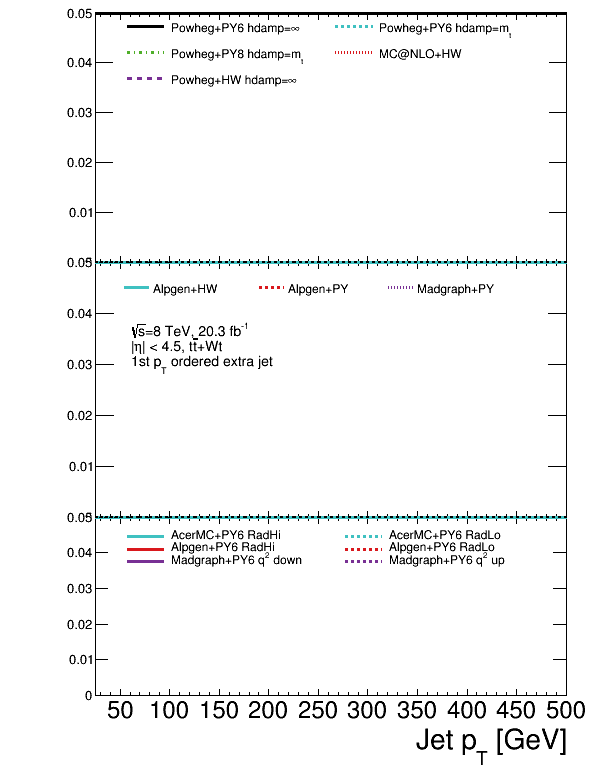 0.05
Powheg+PY6 hdamp=∞ Powheg+PY6 hdamp=m_t
Powheg+PY8 hdamp=m_t MC@NLO+HW
0.04
Powheg+HW hdamp=∞
0.03
0.02
0.01
0.05
Alpgen+HW Alpgen+PY Madgraph+PY
0.04
√s=8 TeV, 20.3 fb⁻¹
|η| < 4.5, tt̄+Wt
1st p_T ordered extra jet
0.03
0.02
0.01
0.05
AcerMC+PY6 RadHi AcerMC+PY6 RadLo
Alpgen+PY6 RadHi Alpgen+PY6 RadLo
Madgraph+PY6 q² down Madgraph+PY6 q² up
0.04
0.03
0.02
0.01
0
50 100 150 200 250 300 350 400 450 500
Jet p_T [GeV]